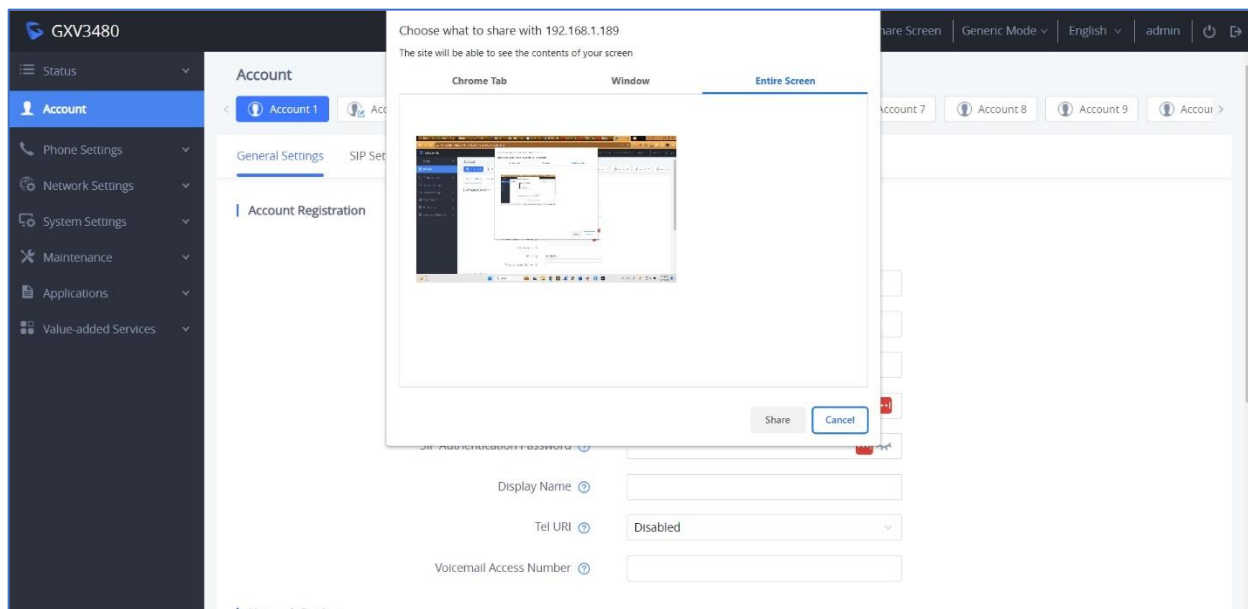 GXV3480
Choose what to share with 192.168.1.189
The site will be able to see the contents of your screen
Chrome Tab
Window
Entire Screen
Share
Cancel
Screen
Generic Mode
English
admin
Status
Account
Phone Settings
Network Settings
System Settings
Maintenance
Applications
Value-added Services
Account
Account 1
Account 7
Account 8
Account 9
General Settings
Account Registration
SIP Authentication Password
Display Name
Tel URI
Disabled
Voicemail Access Number